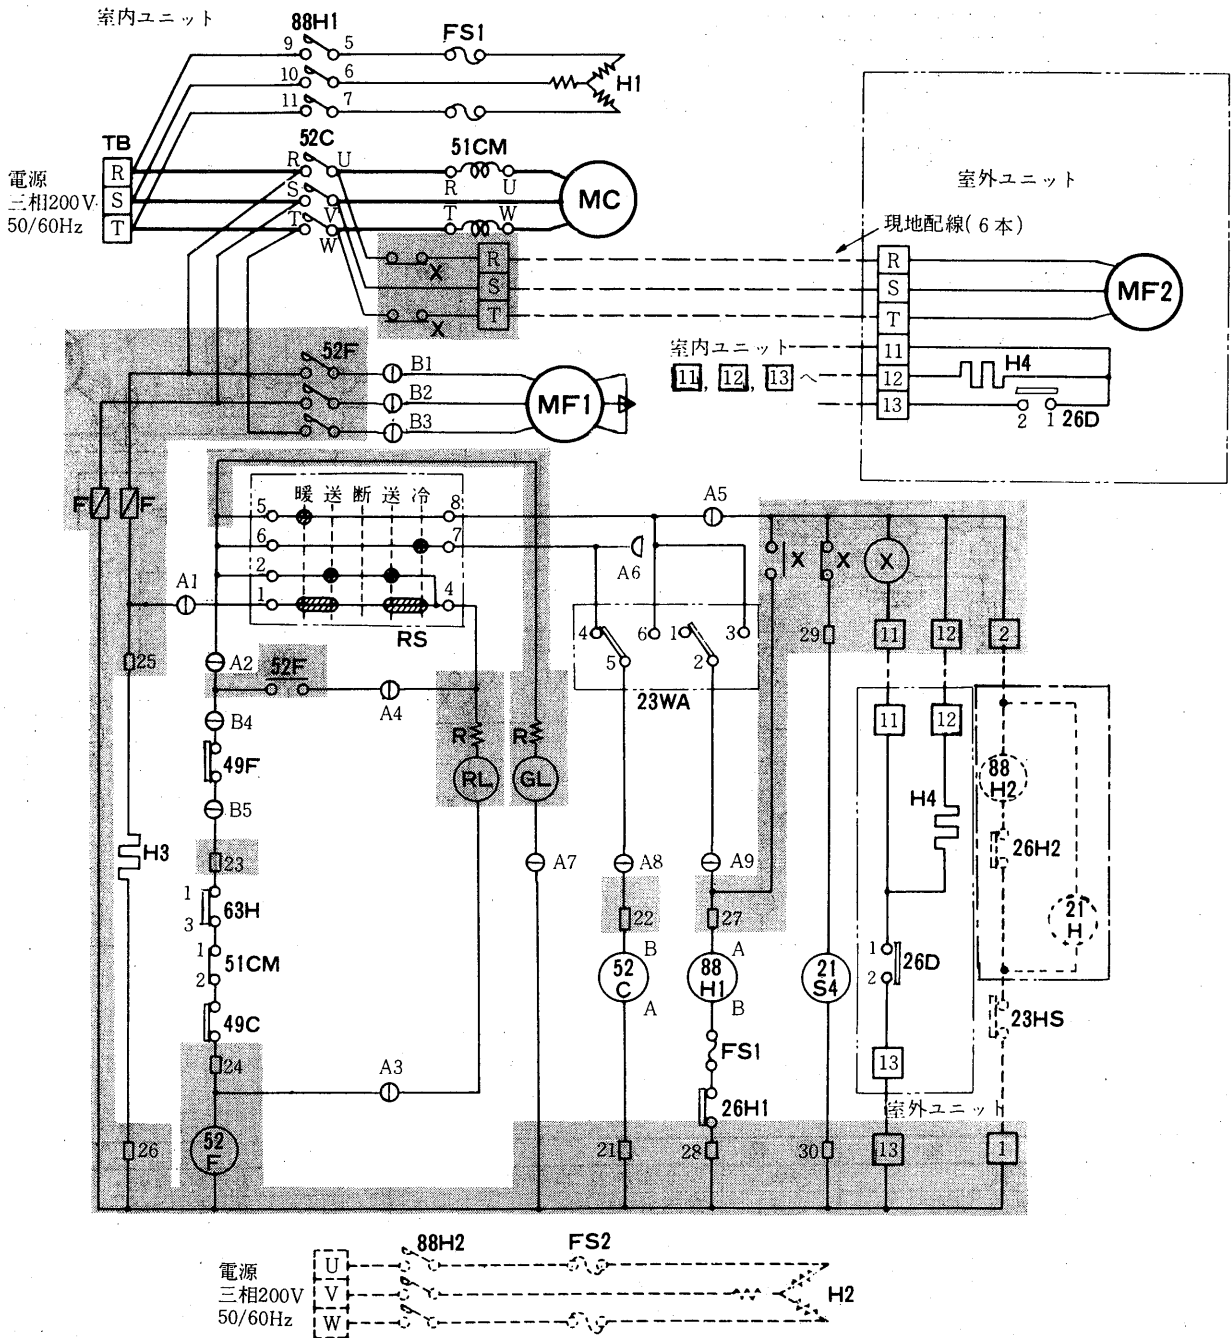 室内ユニット
88H1
FS1
9
5
10
6
H1
11
7
52C
51CM
TB
R
S
T
電源
三相200V
50/60Hz
R
U
S
V
T
W
R
U
T
W
MC
室外ユニット
現地配線(6本)
X
R
S
X
T
R
S
T
MF2
室内ユニット
11, 12, 13 へ
11
12
13
H4
2
1
26D
52F
B1
B2
B3
MF1
F
F
暖 送 断 送 冷
5
8
6
7
2
1
4
RS
A5
A6
A1
X
X
X
4
5
6
1
2
3
23WA
29
11
12
2
25
A2
52F
A4
B4
49F
B5
R
RL
R
GL
11
12
H4
88
H2
26H2
21
H
H3
23
1
63H
3
1
51CM
2
49C
24
A3
A7
A8
A9
22
27
B
52
C
A
A
88
H1
B
21
S4
1
2
26D
23HS
FS1
26H1
13
室外ユニット
26
52
F
21
28
30
13
1
電源
三相200V
50/60Hz
U
V
W
88H2
FS2
H2